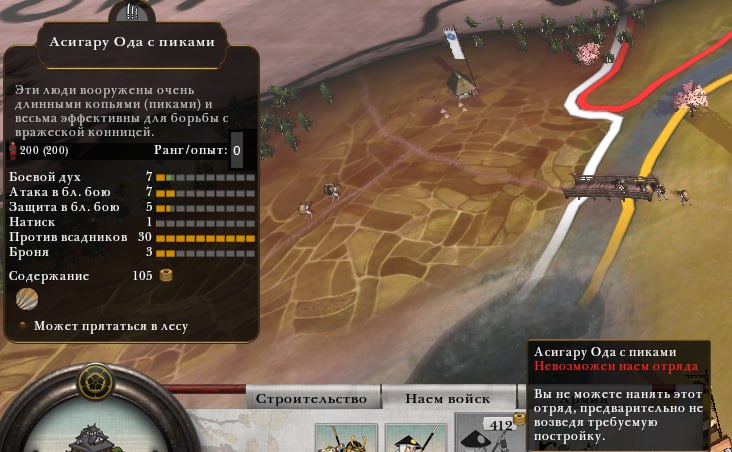 Асигару Ода с пиками
Эти люди вооружены очень
длинными копьями (пиками) и
весьма эффективны для борьбы с
вражеской конницей.
200 (200) Ранг/опыт: 0
Боевой дух 7
Атака в бл. бою 7
Защита в бл. бою 5
Натиск 1
Против всадников 30
Броня 3
Содержание 105
Может прятаться в лесу
Строительство Наем войск
412
Асигару Ода с пиками
Невозможен наем отряда
Вы не можете нанять этот
отряд, предварительно не
возведя требуемую
постройку.